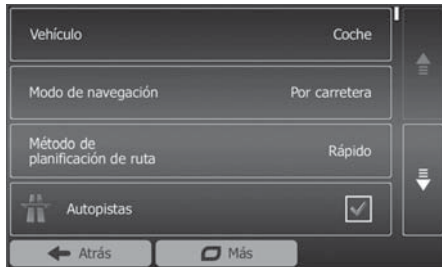 Vehículo Coche
Modo de navegación Por carretera
Método de
planificación de ruta Rápido
Autopistas
Atrás Más